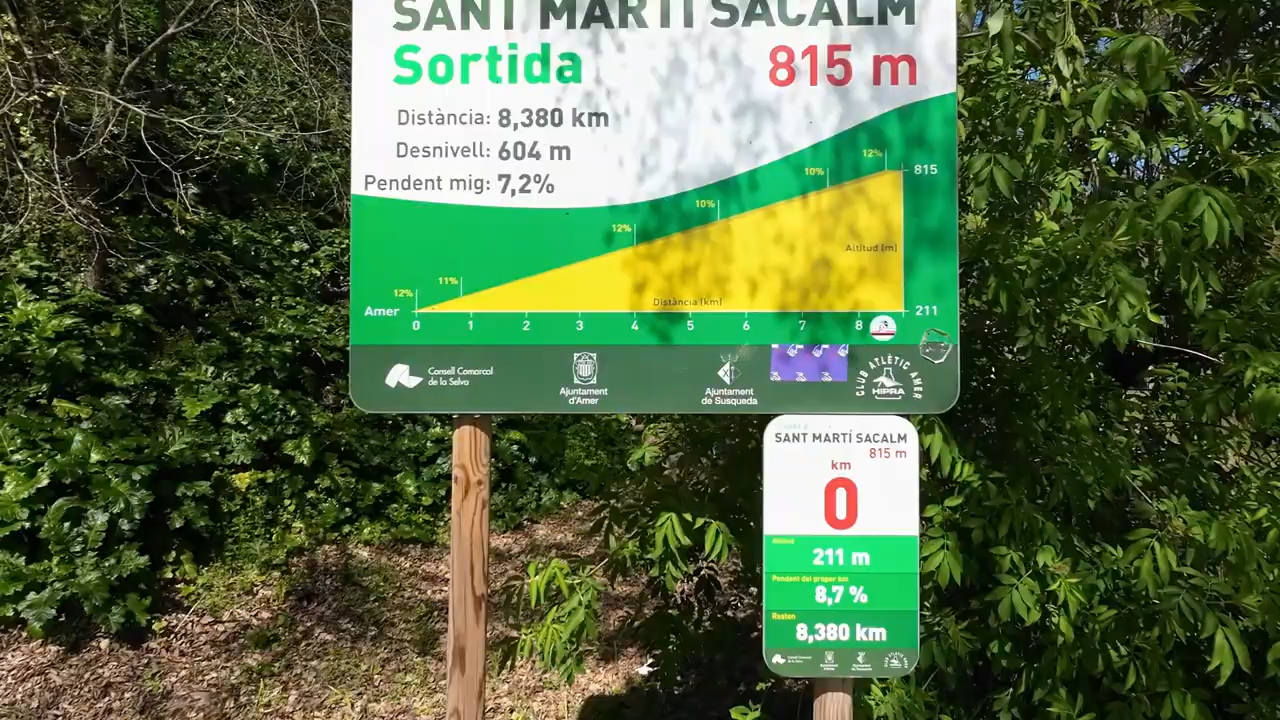 SANT MARTÍ SACALM
Sortida 815 m
Distància: 8,380 km
Desnivell: 604 m
Pendent mig: 7,2%
12%
10%
815
10%
12%
Altitud (m)
11%
12%
Distància (km)
Amer
211
0 1 2 3 4 5 6 7 8
Consell Comarcal
de la Selva
Ajuntament
d'Amer
Ajuntament
de Susqueda
CLUB ATLÈTIC AMER
HIPRA
SANT MARTÍ SACALM
815 m
km
0
Altitud
211 m
Pendent del proper km
8,7 %
Resten
8,380 km